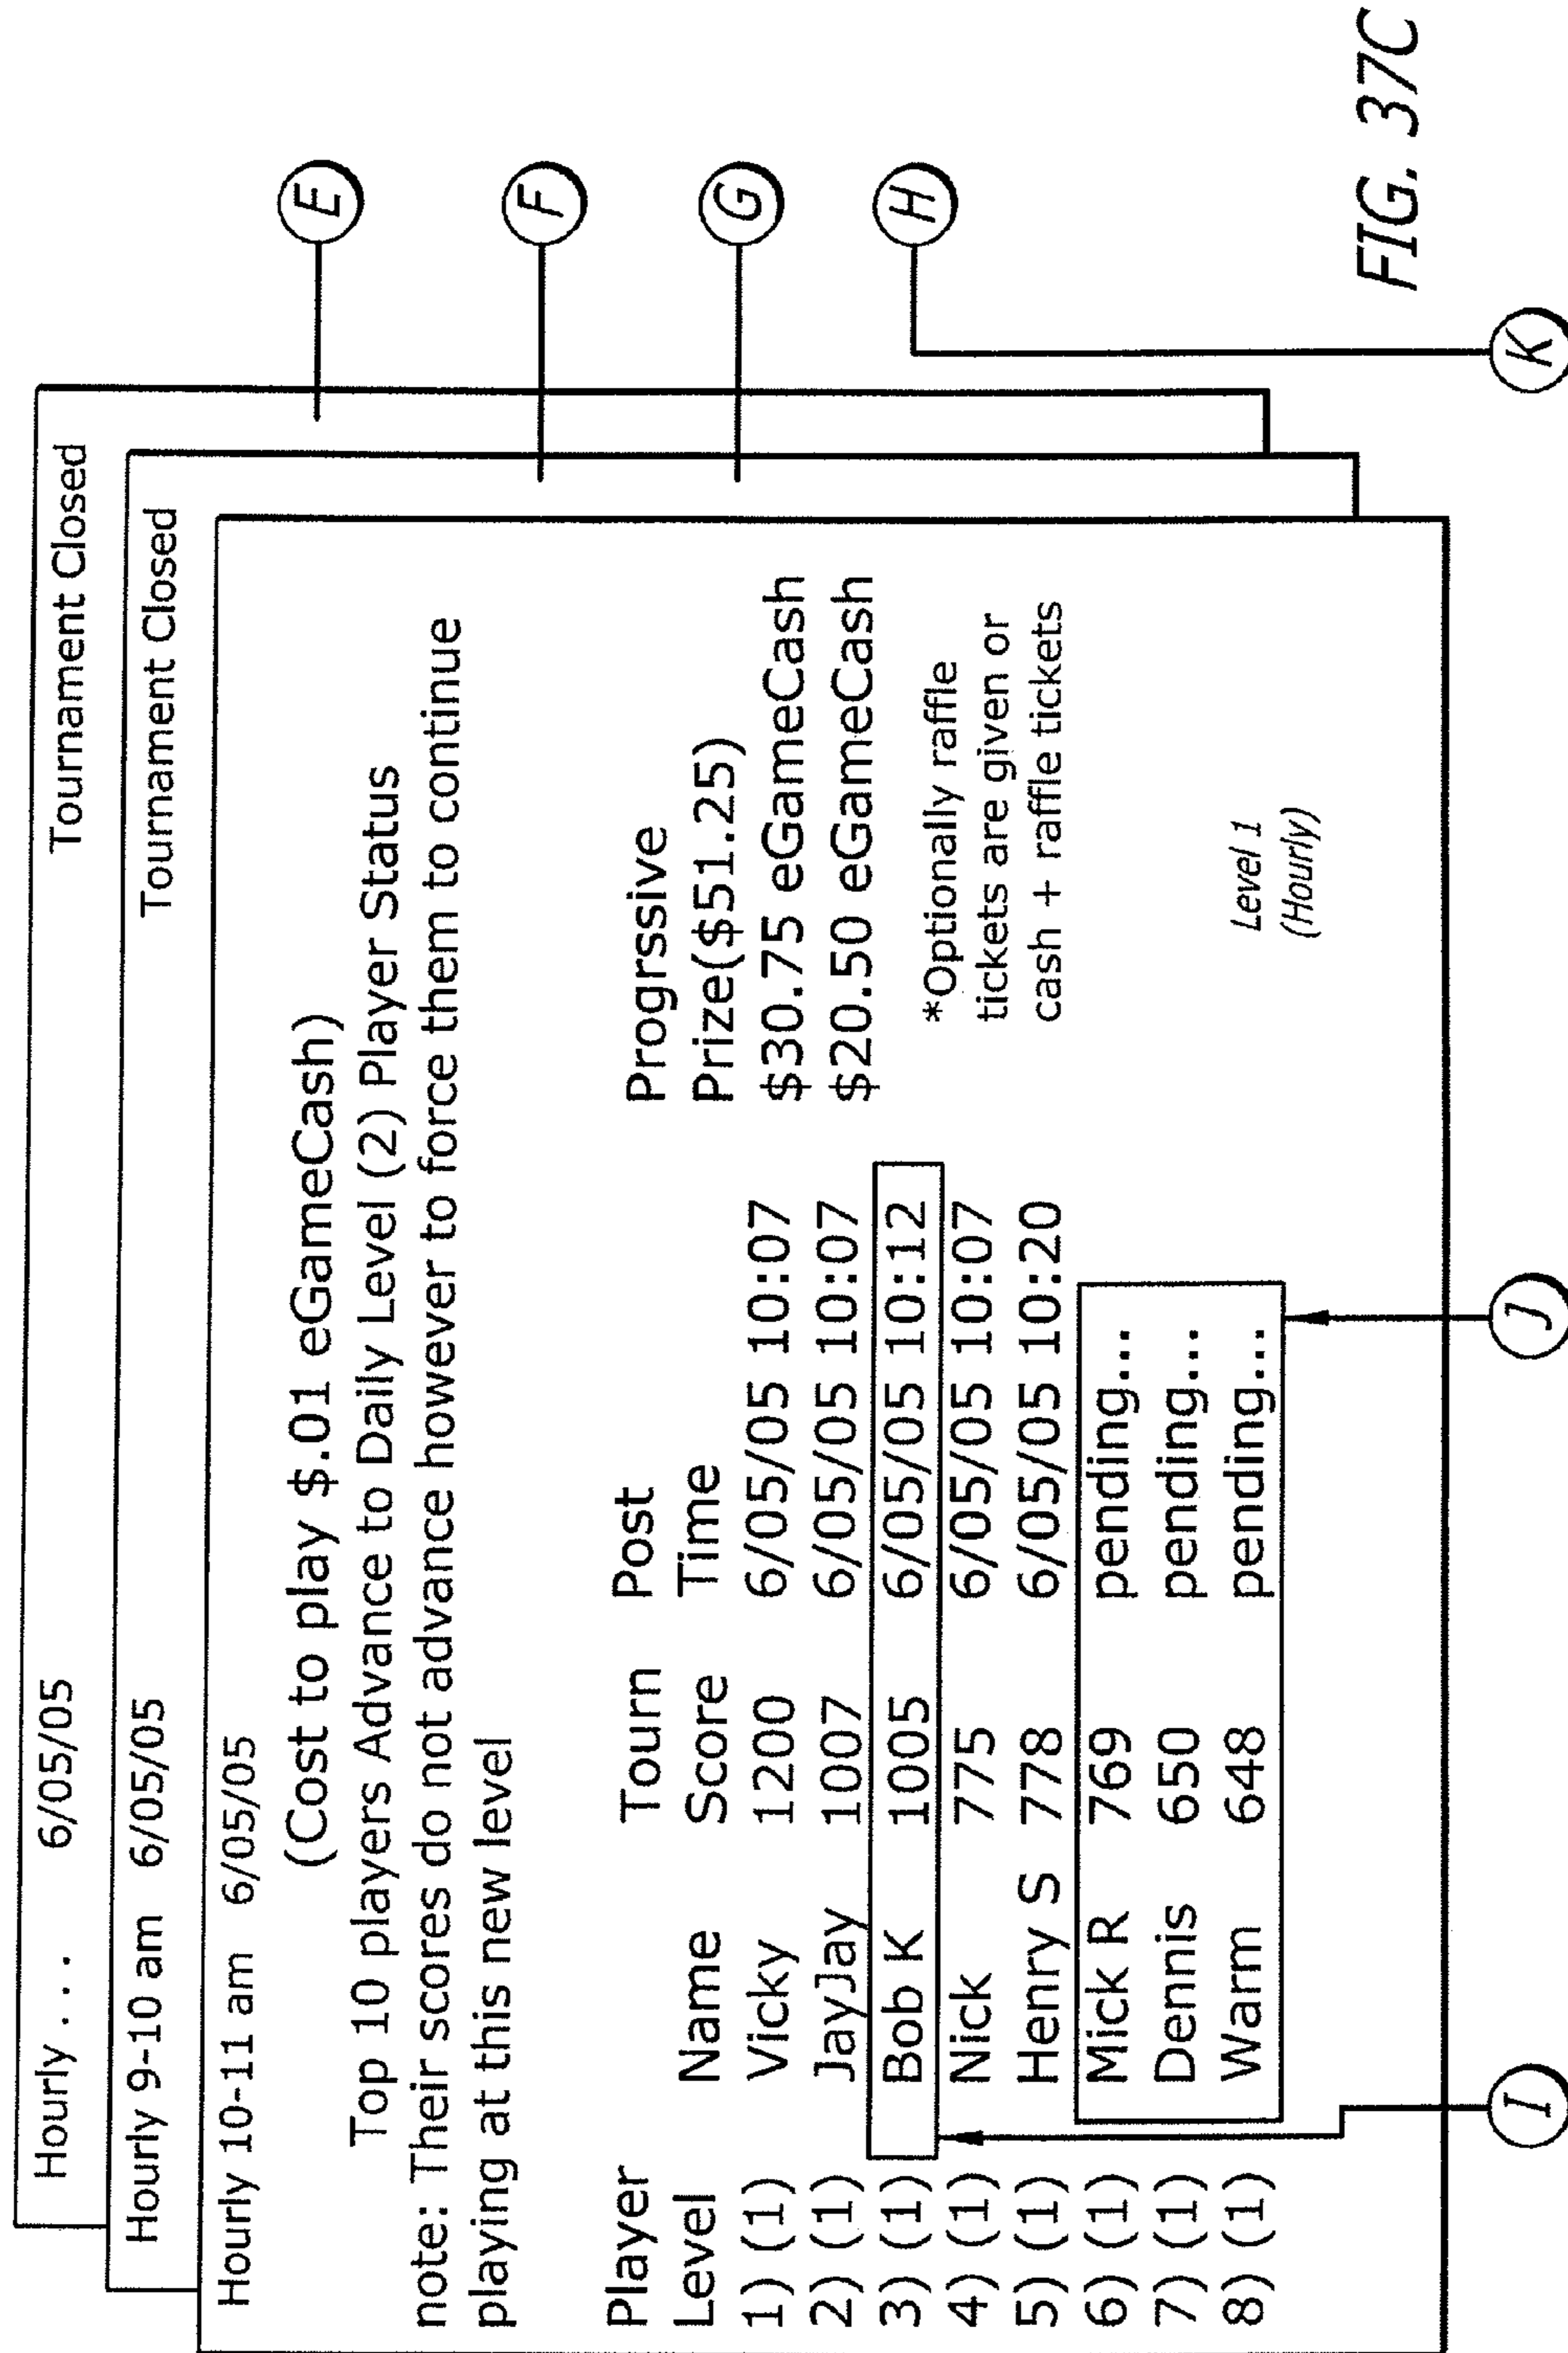 Hourly . . . 6/05/05 Tournament Closed
Hourly 9-10 am 6/05/05 Tournament Closed
Hourly 10-11 am 6/05/05
(Cost to play $.01 eGameCash)
Top 10 players Advance to Daily Level (2) Player Status
note: Their scores do not advance however to force them to continue
playing at this new level
Player Tourn Post Progrssive
Level Name Score Time Prize($51.25)
1) (1) Vicky 1200 6/05/05 10:07 $30.75 eGameCash
2) (1) JayJay 1007 6/05/05 10:07 $20.50 eGameCash
3) (1) Bob K 1005 6/05/05 10:12
4) (1) Nick 775 6/05/05 10:07
5) (1) Henry S 778 6/05/05 10:20
6) (1) Mick R 769 pending...
7) (1) Dennis 650 pending...
8) (1) Warm 648 pending...
*Optionally raffle
tickets are given or
cash + raffle tickets
Level 1
(Hourly)
E
F
G
H
I
J
K
FIG. 37C